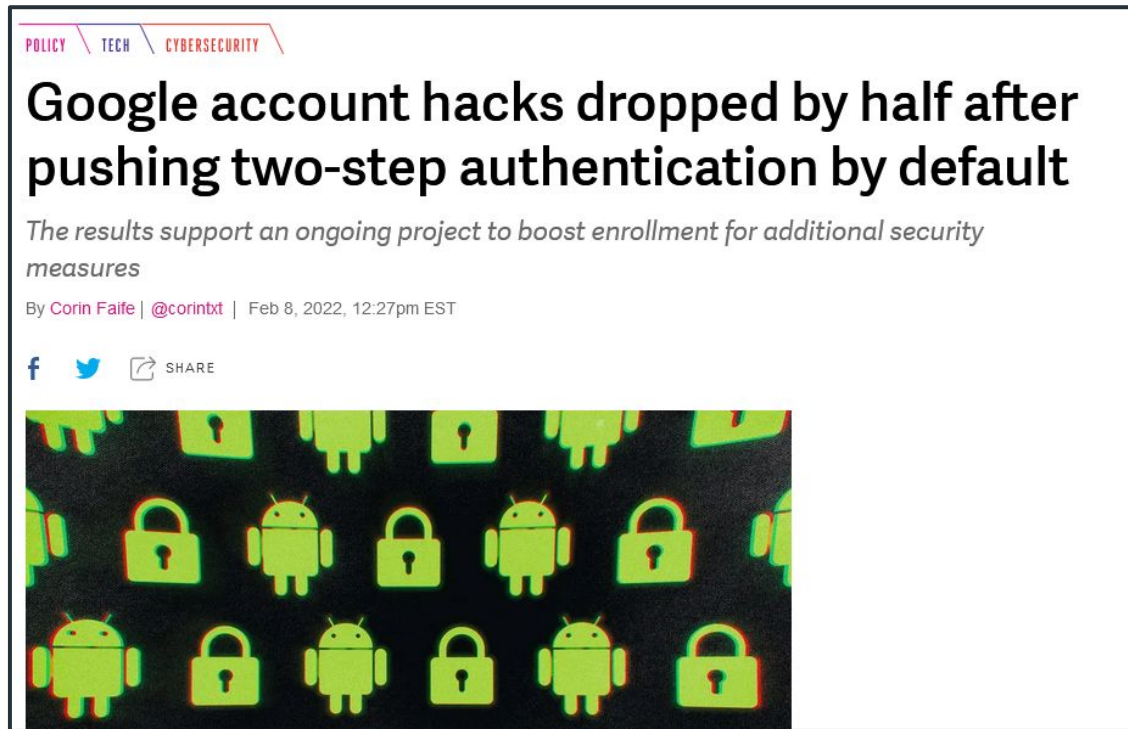 POLICY TECH CYBERSECURITY
Google account hacks dropped by half after
pushing two-step authentication by default
The results support an ongoing project to boost enrollment for additional security
measures
By Corin Faife | @corintxt | Feb 8, 2022, 12:27pm EST
SHARE